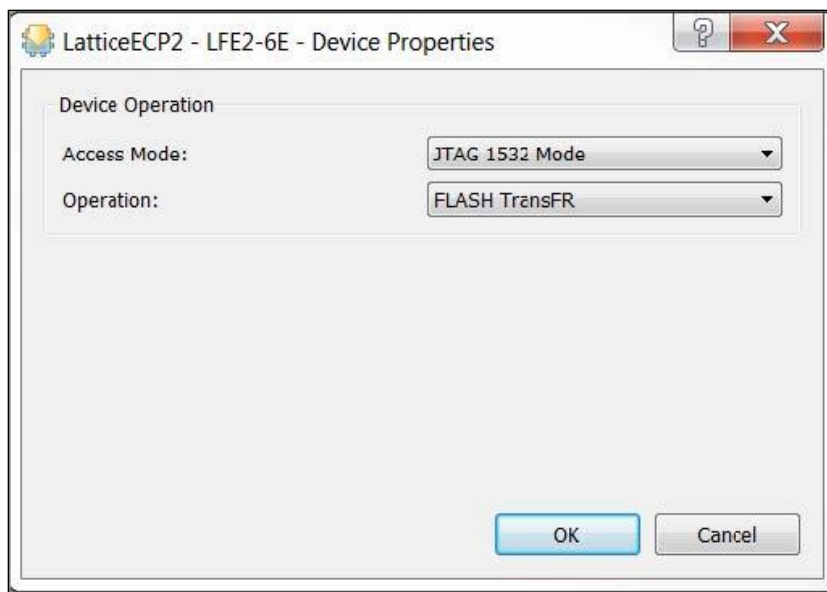 LatticeECP2 - LFE2-6E - Device Properties
Device Operation
Access Mode: JTAG 1532 Mode
Operation: FLASH TransFR
OK Cancel